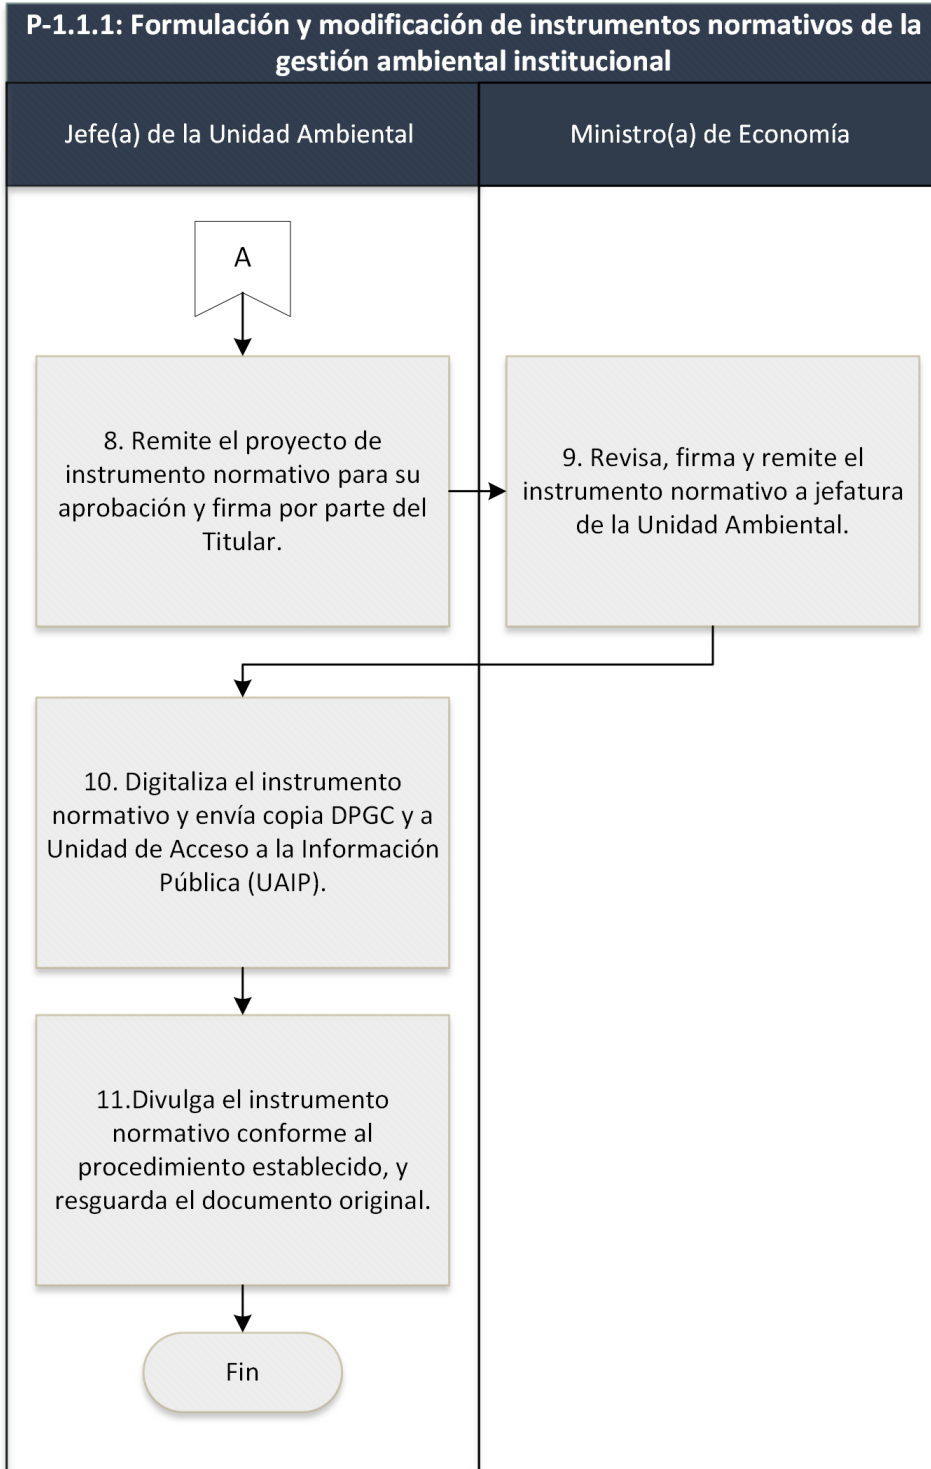 P-1.1.1: Formulación y modificación de instrumentos normativos de la
gestión ambiental institucional
Jefe(a) de la Unidad Ambiental
Ministro(a) de Economía
A
8. Remite el proyecto de
instrumento normativo para su
aprobación y firma por parte del
Titular.
9. Revisa, firma y remite el
instrumento normativo a jefatura
de la Unidad Ambiental.
10. Digitaliza el instrumento
normativo y envía copia DPGC y a
Unidad de Acceso a la Información
Pública (UAIP).
11.Divulga el instrumento
normativo conforme al
procedimiento establecido, y
resguarda el documento original.
Fin